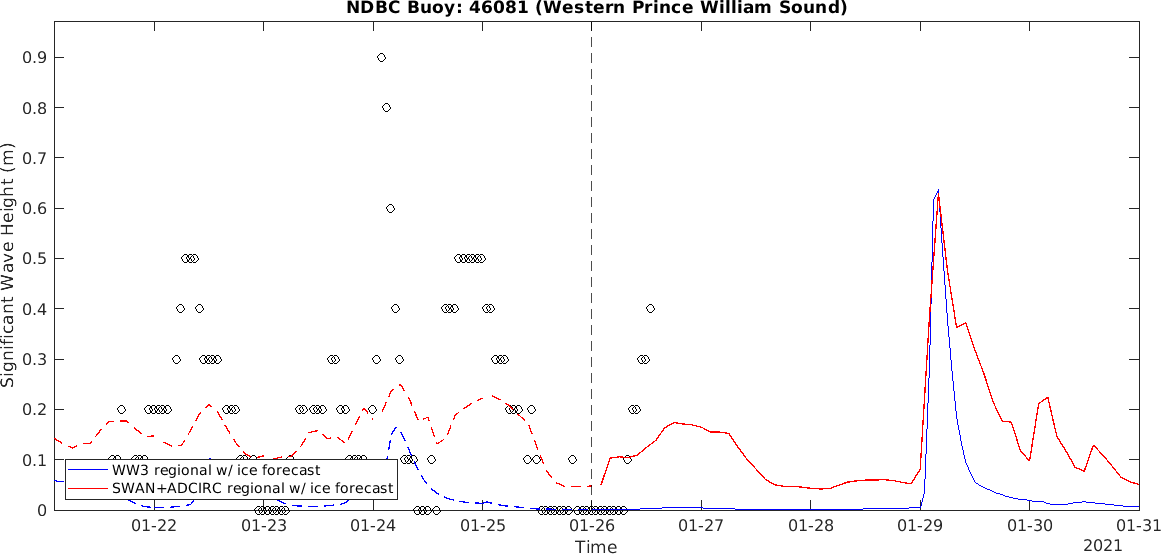 NDBC Buoy: 46081 (Western Prince William Sound)
Significant Wave Height (m)
0.9
0.8
0.7
0.6
0.5
0.4
0.3
0.2
0.1
0
WW3 regional w/ ice forecast
SWAN+ADCIRC regional w/ ice forecast
01-22 01-23 01-24 01-25 01-26 01-27 01-28 01-29 01-30 01-31
Time
2021